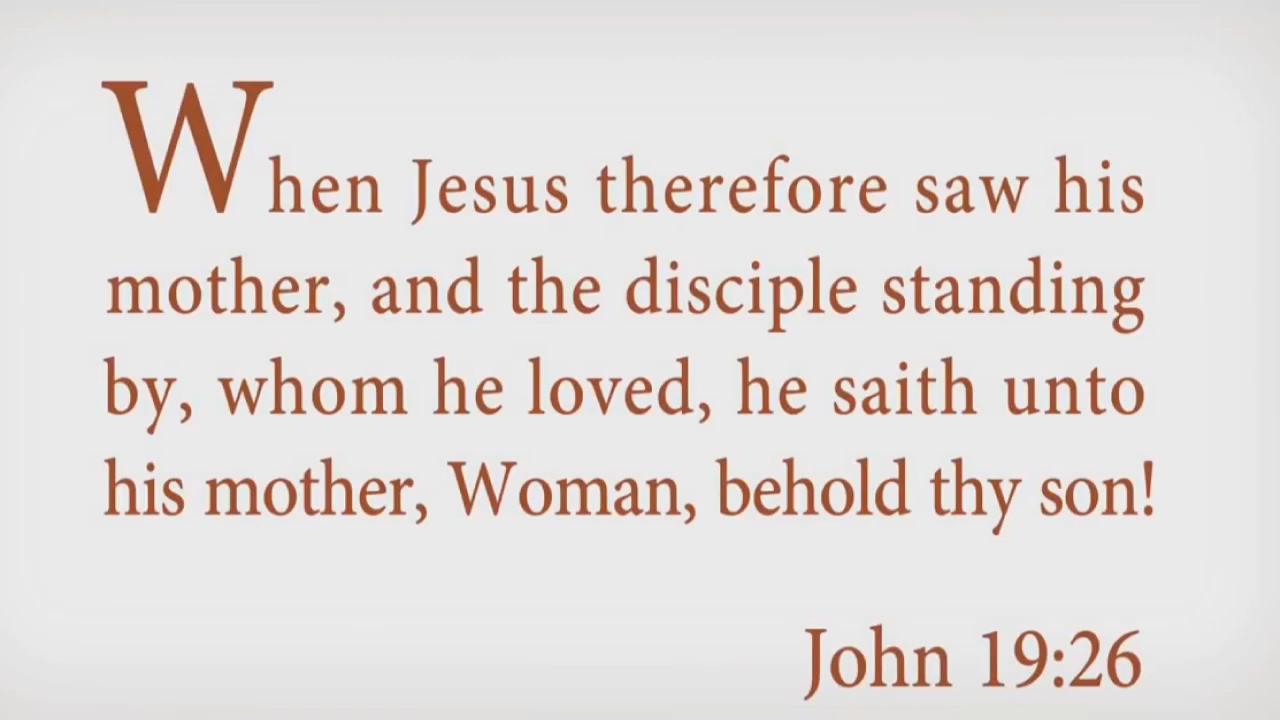 When Jesus therefore saw his
mother, and the disciple standing
by, whom he loved, he saith unto
his mother, Woman, behold thy son!
John 19:26